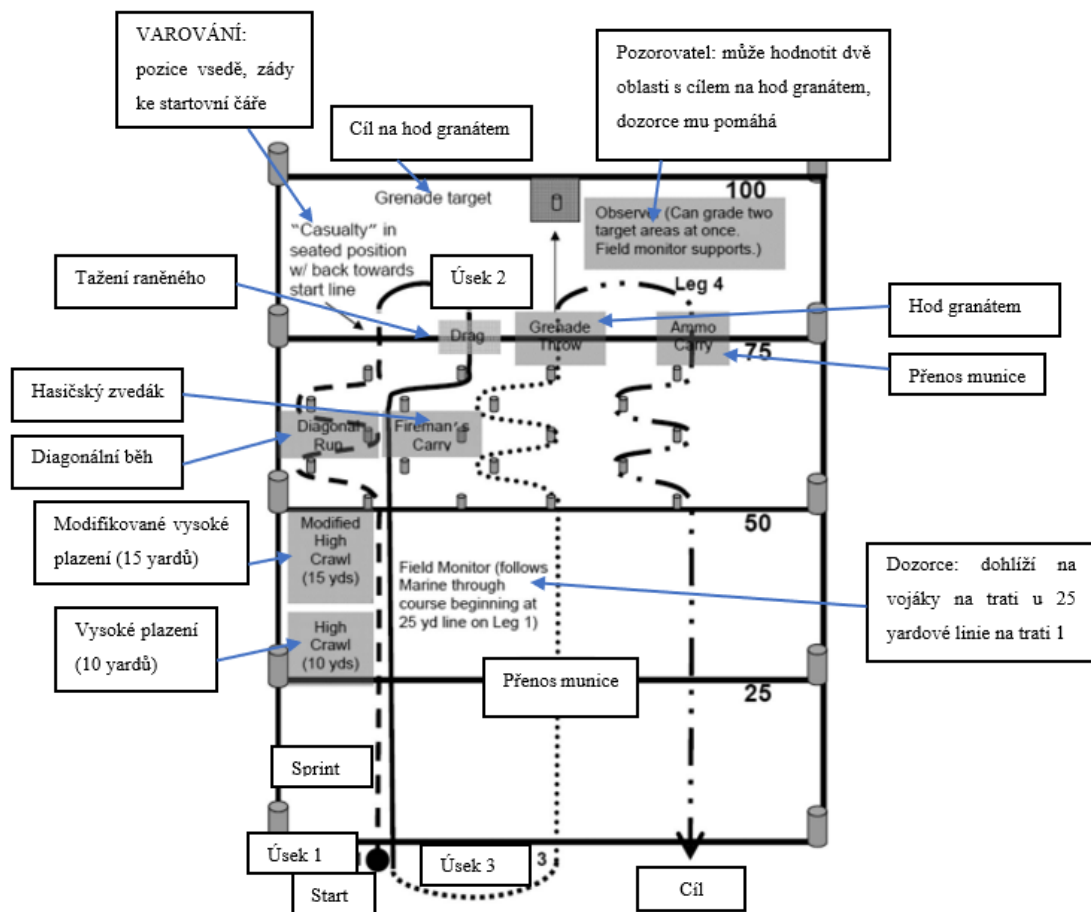 VAROVÁNÍ:
pozice vsedě, zády
ke startovní čáře
Cíl na hod granátem
Pozorovatel: může hodnotit dvě
oblasti s cílem na hod granátem,
dozorce mu pomáhá
100
Grenade target
Observer (Can grade two
target areas at once.
Field monitor supports.)
"Casualty" in
seated position
w/ back towards
start line
Tažení raněného
Úsek 2
Leg 4
Hod granátem
Drag
Grenade
Throw
Ammo
Carry
75
Přenos munice
Hasičský zvedák
Diagonal
Run
Fireman's
Carry
Diagonální běh
Modifikované vysoké
plazení (15 yardů)
Modified
High
Crawl
(15 yds)
50
Field Monitor (follows
Marine through
course beginning at
25 yd line on Leg 1)
Dozorce: dohlíží na
vojáky na trati u 25
yardové linie na trati 1
Vysoké plazení
(10 yardů)
High
Crawl
(10 yds)
Přenos munice
25
Sprint
Úsek 1
Úsek 3
3
Start
Cíl